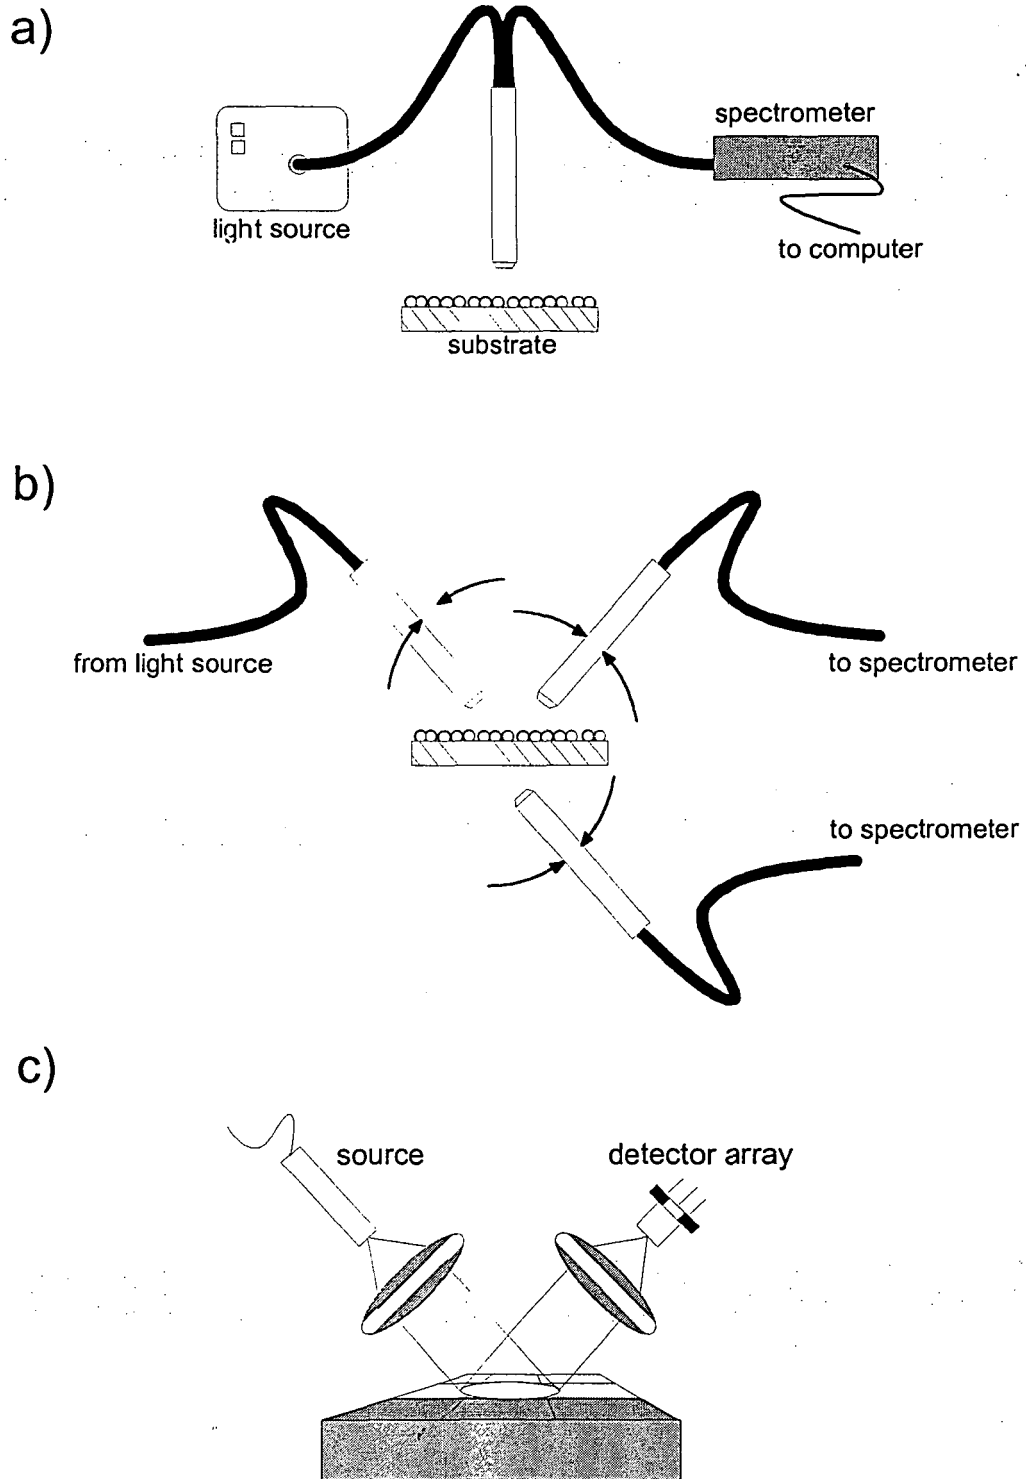 a)
spectrometer
light source
to computer
substrate
b)
from light source
to spectrometer
to spectrometer
c)
source
detector array